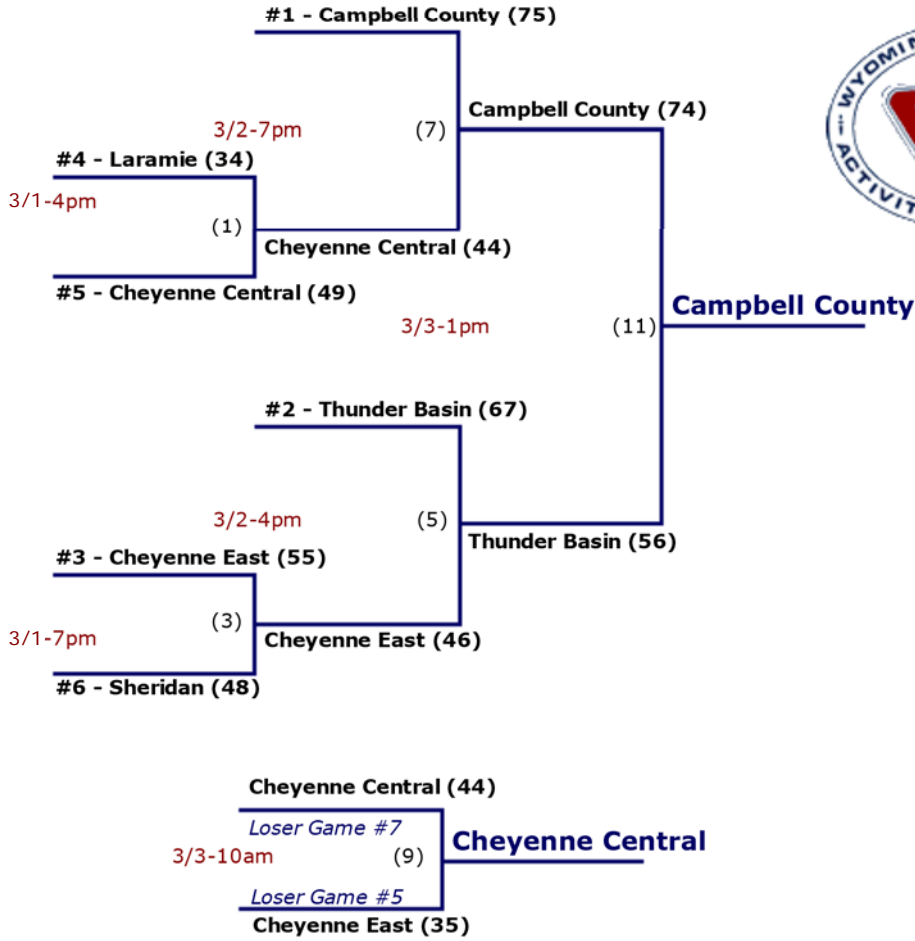 #1 - Campbell County (75)
WYOMIN
ACTIVIT
3/2-7pm
(7)
Campbell County (74)
#4 - Laramie (34)
3/1-4pm
(1)
Cheyenne Central (44)
#5 - Cheyenne Central (49)
3/3-1pm
(11)
Campbell County
#2 - Thunder Basin (67)
3/2-4pm
(5)
Thunder Basin (56)
#3 - Cheyenne East (55)
3/1-7pm
(3)
Cheyenne East (46)
#6 - Sheridan (48)
Cheyenne Central (44)
Loser Game #7
3/3-10am
(9)
Cheyenne Central
Loser Game #5
Cheyenne East (35)